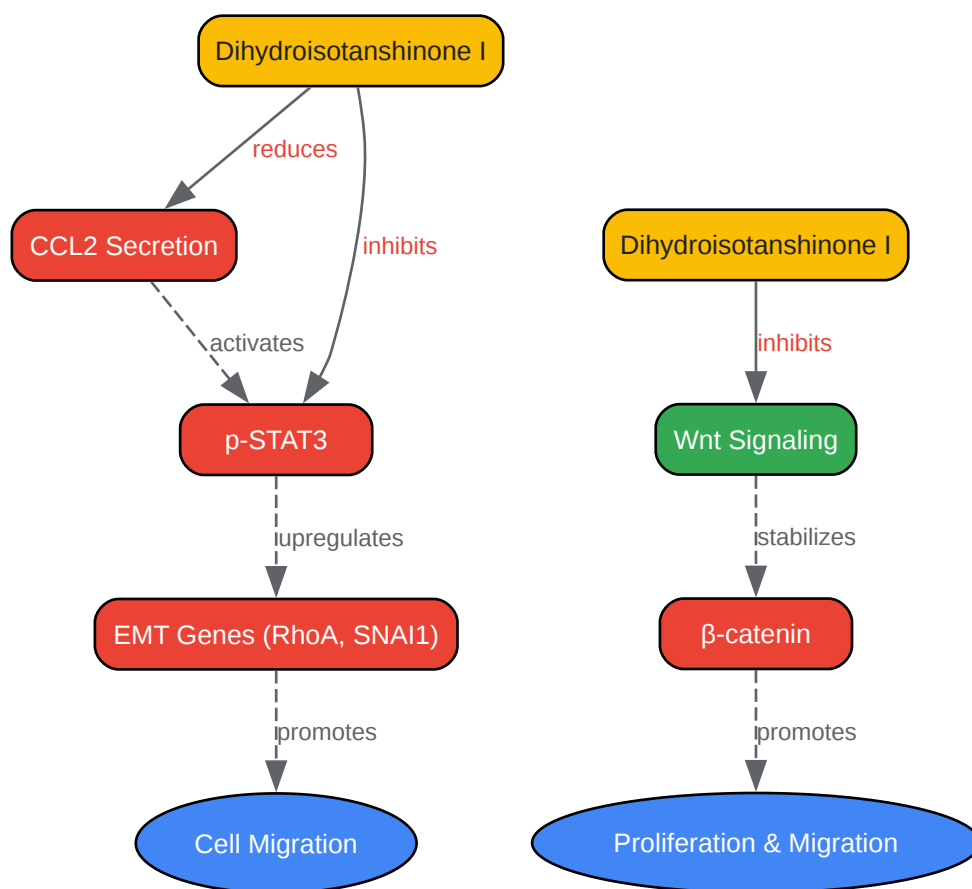 Dihydroisotanshinone I
reduces
CCL2 Secretion
inhibits
activates
p-STAT3
upregulates
EMT Genes (RhoA, SNAI1)
promotes
Cell Migration
Dihydroisotanshinone I
inhibits
Wnt Signaling
stabilizes
β-catenin
promotes
Proliferation & Migration